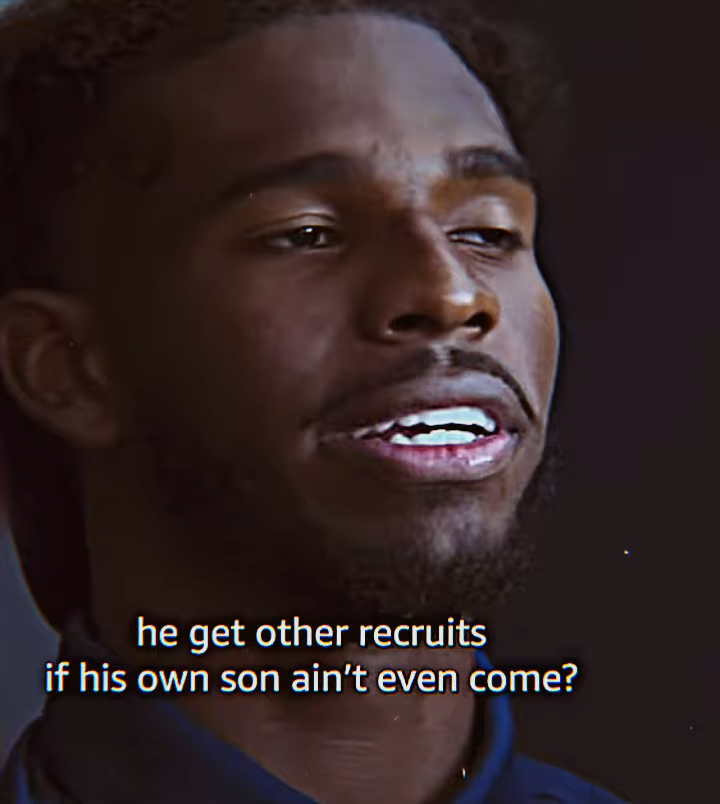 he get other recruits
if his own son ain't even come?